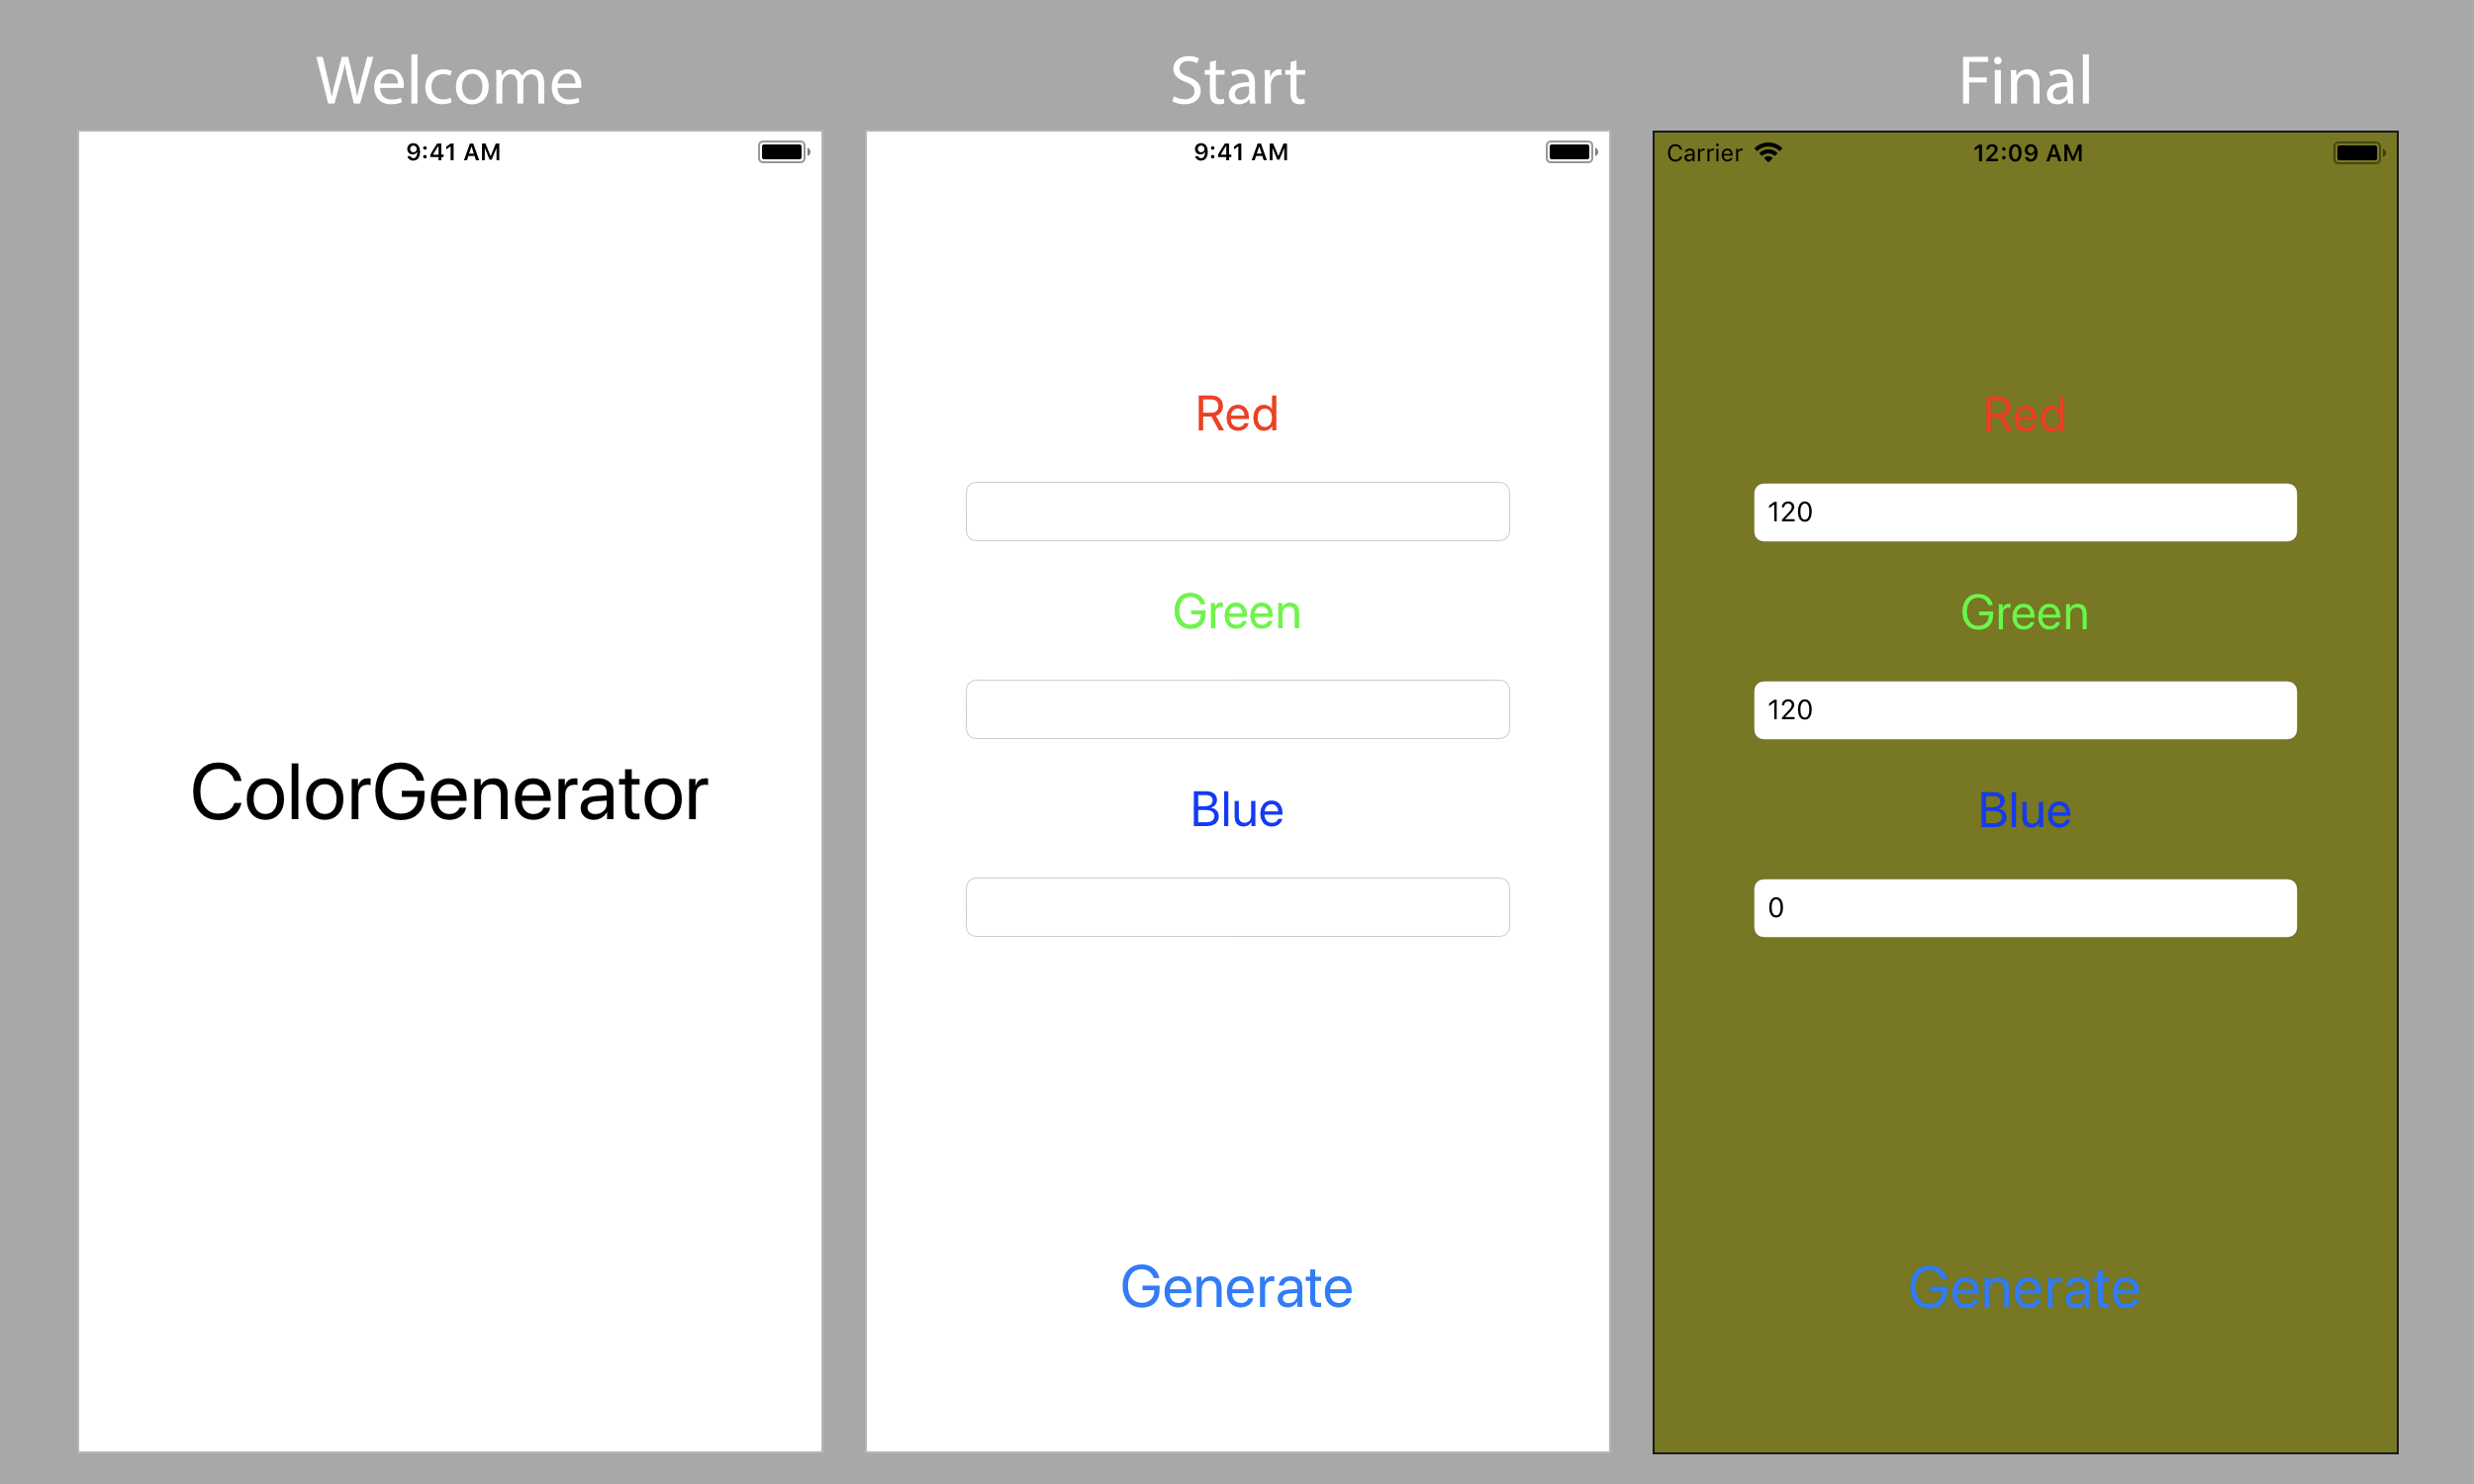 Welcome
9:41 AM
ColorGenerator
Start
9:41 AM
Red
Green
Blue
Generate
Final
Carrier 12:09 AM
Red
120
Green
120
Blue
0
Generate